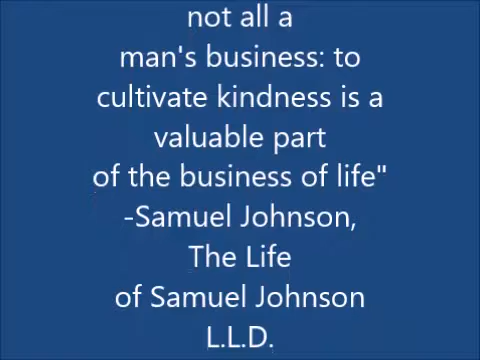 not all a
man's business: to
cultivate kindness is a
valuable part
of the business of life"
-Samuel Johnson,
The Life
of Samuel Johnson
L.L.D.